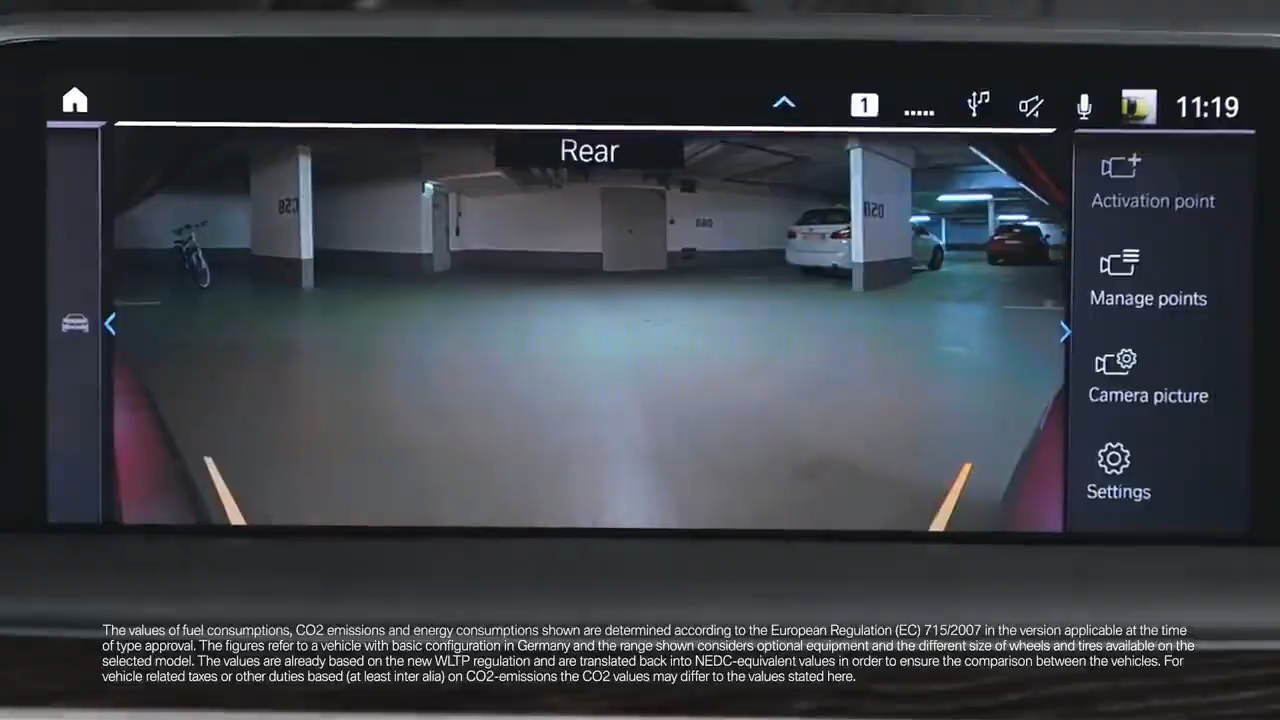 1
11:19
Rear
Activation point
Manage points
Camera picture
Settings
The values of fuel consumptions, CO2 emissions and energy consumptions shown are determined according to the European Regulation (EC) 715/2007 in the version applicable at the time
of type approval. The figures refer to a vehicle with basic configuration in Germany and the range shown considers optional equipment and the different size of wheels and tires available on the
selected model. The values are already based on the new WLTP regulation and are translated back into NEDC-equivalent values in order to ensure the comparison between the vehicles. For
vehicle related taxes or other duties based (at least inter alia) on CO2-emissions the CO2 values may differ to the values stated here.